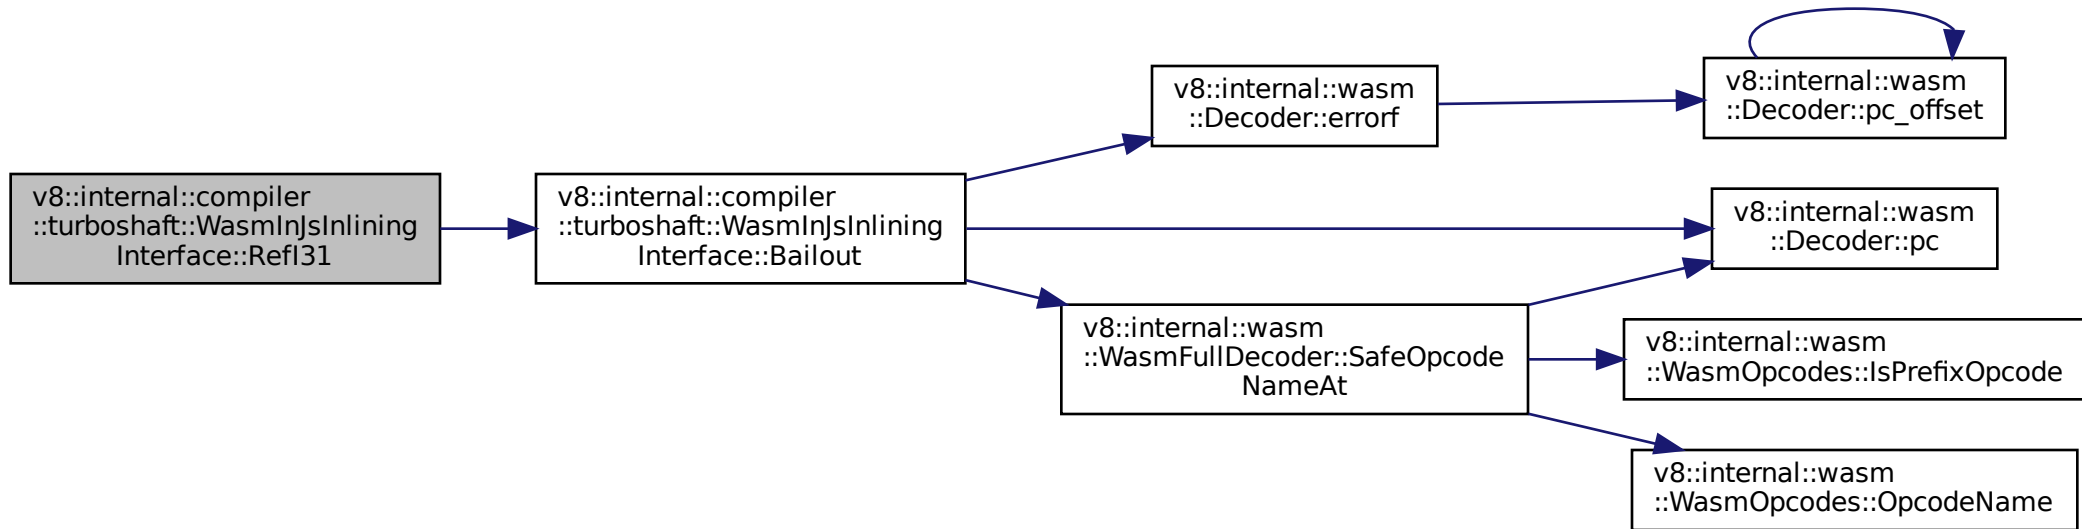 v8::internal::compiler
::turboshaft::WasmInJsInlining
Interface::RefI31
v8::internal::compiler
::turboshaft::WasmInJsInlining
Interface::Bailout
v8::internal::wasm
::Decoder::errorf
v8::internal::wasm
::Decoder::pc_offset
v8::internal::wasm
::Decoder::pc
v8::internal::wasm
::WasmFullDecoder::SafeOpcode
NameAt
v8::internal::wasm
::WasmOpcodes::IsPrefixOpcode
v8::internal::wasm
::WasmOpcodes::OpcodeName